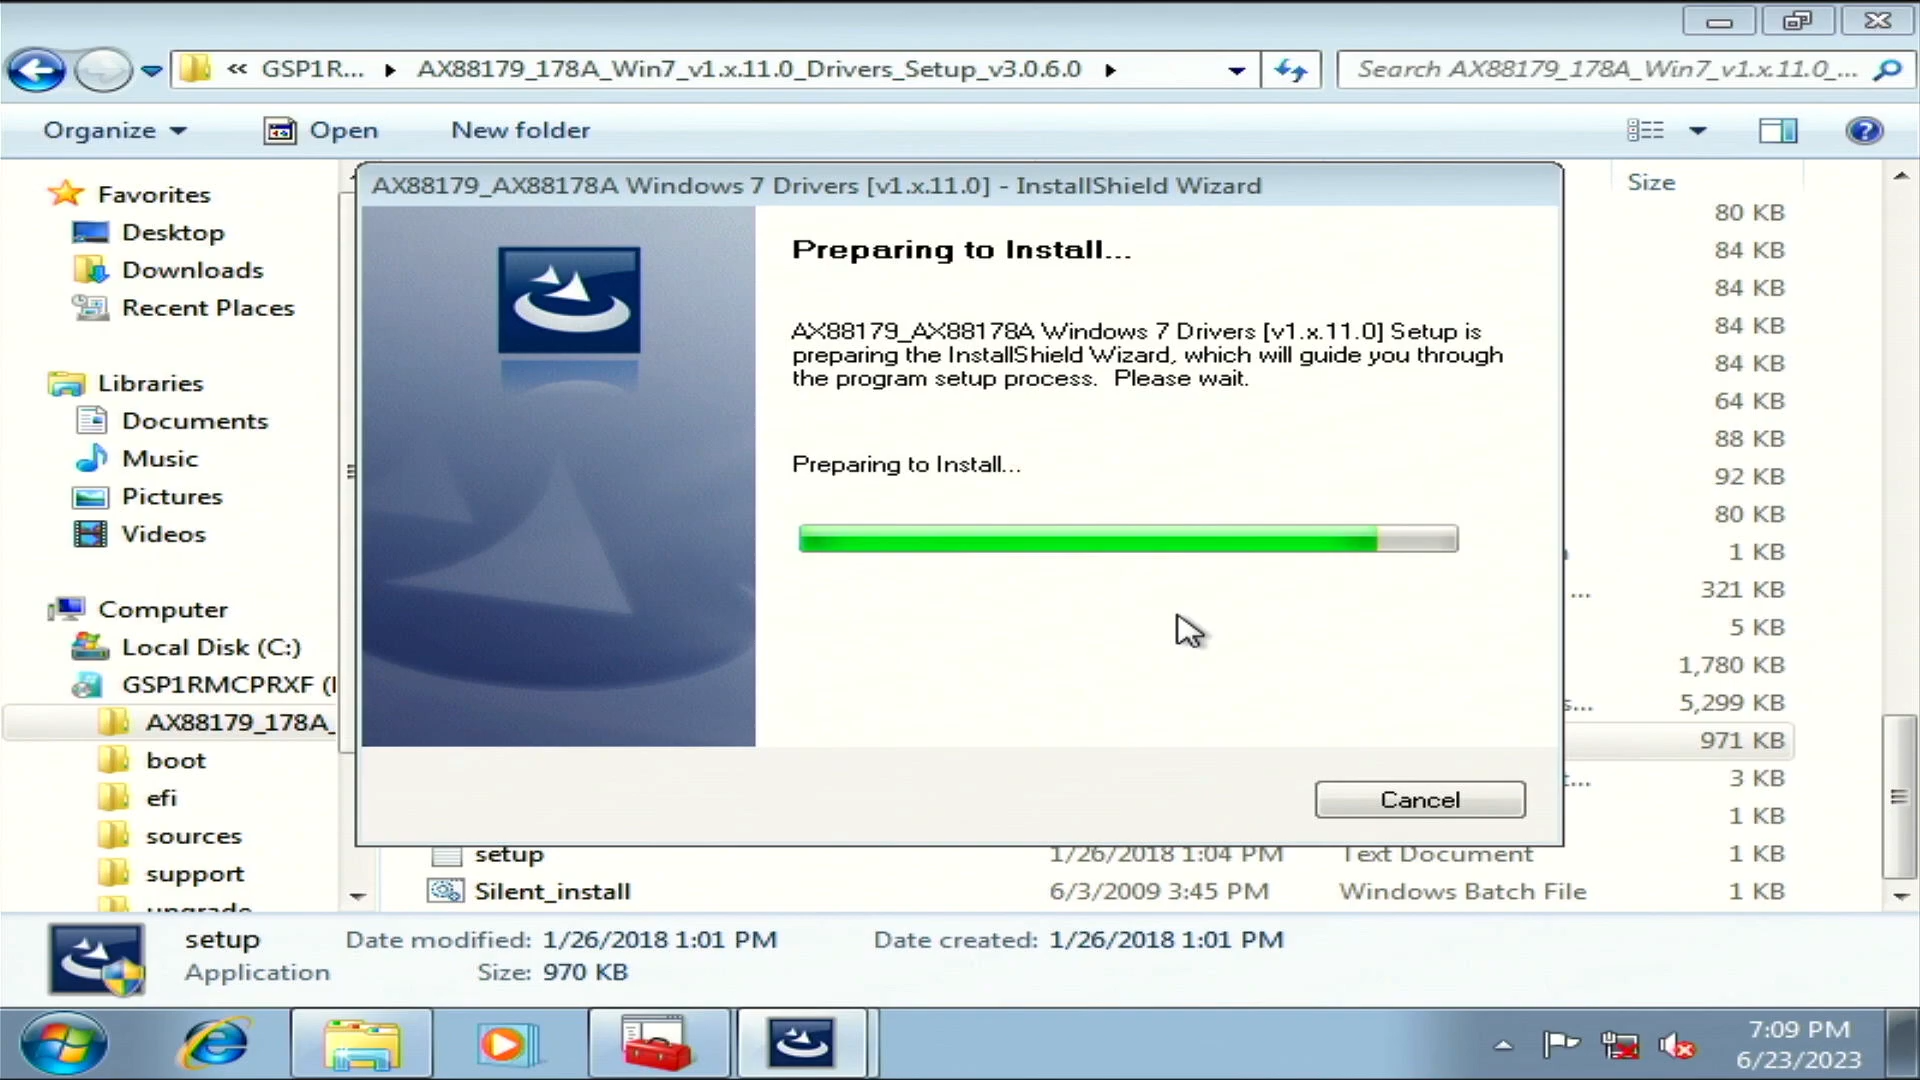 « GSP1R... ▸ AX88179_178A_Win7_v1.x.11.0_Drivers_Setup_v3.0.6.0 ▸
Search AX88179_178A_Win7_v1.x.11.0_...
Organize
Open
New folder
Favorites
Desktop
Downloads
Recent Places
Libraries
Documents
Music
Pictures
Videos
Computer
Local Disk (C:)
GSP1RMCPRXF (
AX88179_178A_
boot
efi
sources
support
upgrade
AX88179_AX88178A Windows 7 Drivers [v1.x.11.0] - InstallShield Wizard
Preparing to Install...
AX88179_AX88178A Windows 7 Drivers [v1.x.11.0] Setup is
preparing the InstallShield Wizard, which will guide you through
the program setup process. Please wait.
Preparing to Install...
Cancel
Size
80 KB
84 KB
84 KB
84 KB
84 KB
64 KB
88 KB
92 KB
80 KB
1 KB
... 321 KB
5 KB
1,780 KB
s... 5,299 KB
971 KB
... 3 KB
1 KB
setup 1/26/2018 1:04 PM Text Document 1 KB
Silent_install 6/3/2009 3:45 PM Windows Batch File 1 KB
setup Date modified: 1/26/2018 1:01 PM Date created: 1/26/2018 1:01 PM
Application Size: 970 KB
7:09 PM
6/23/2023